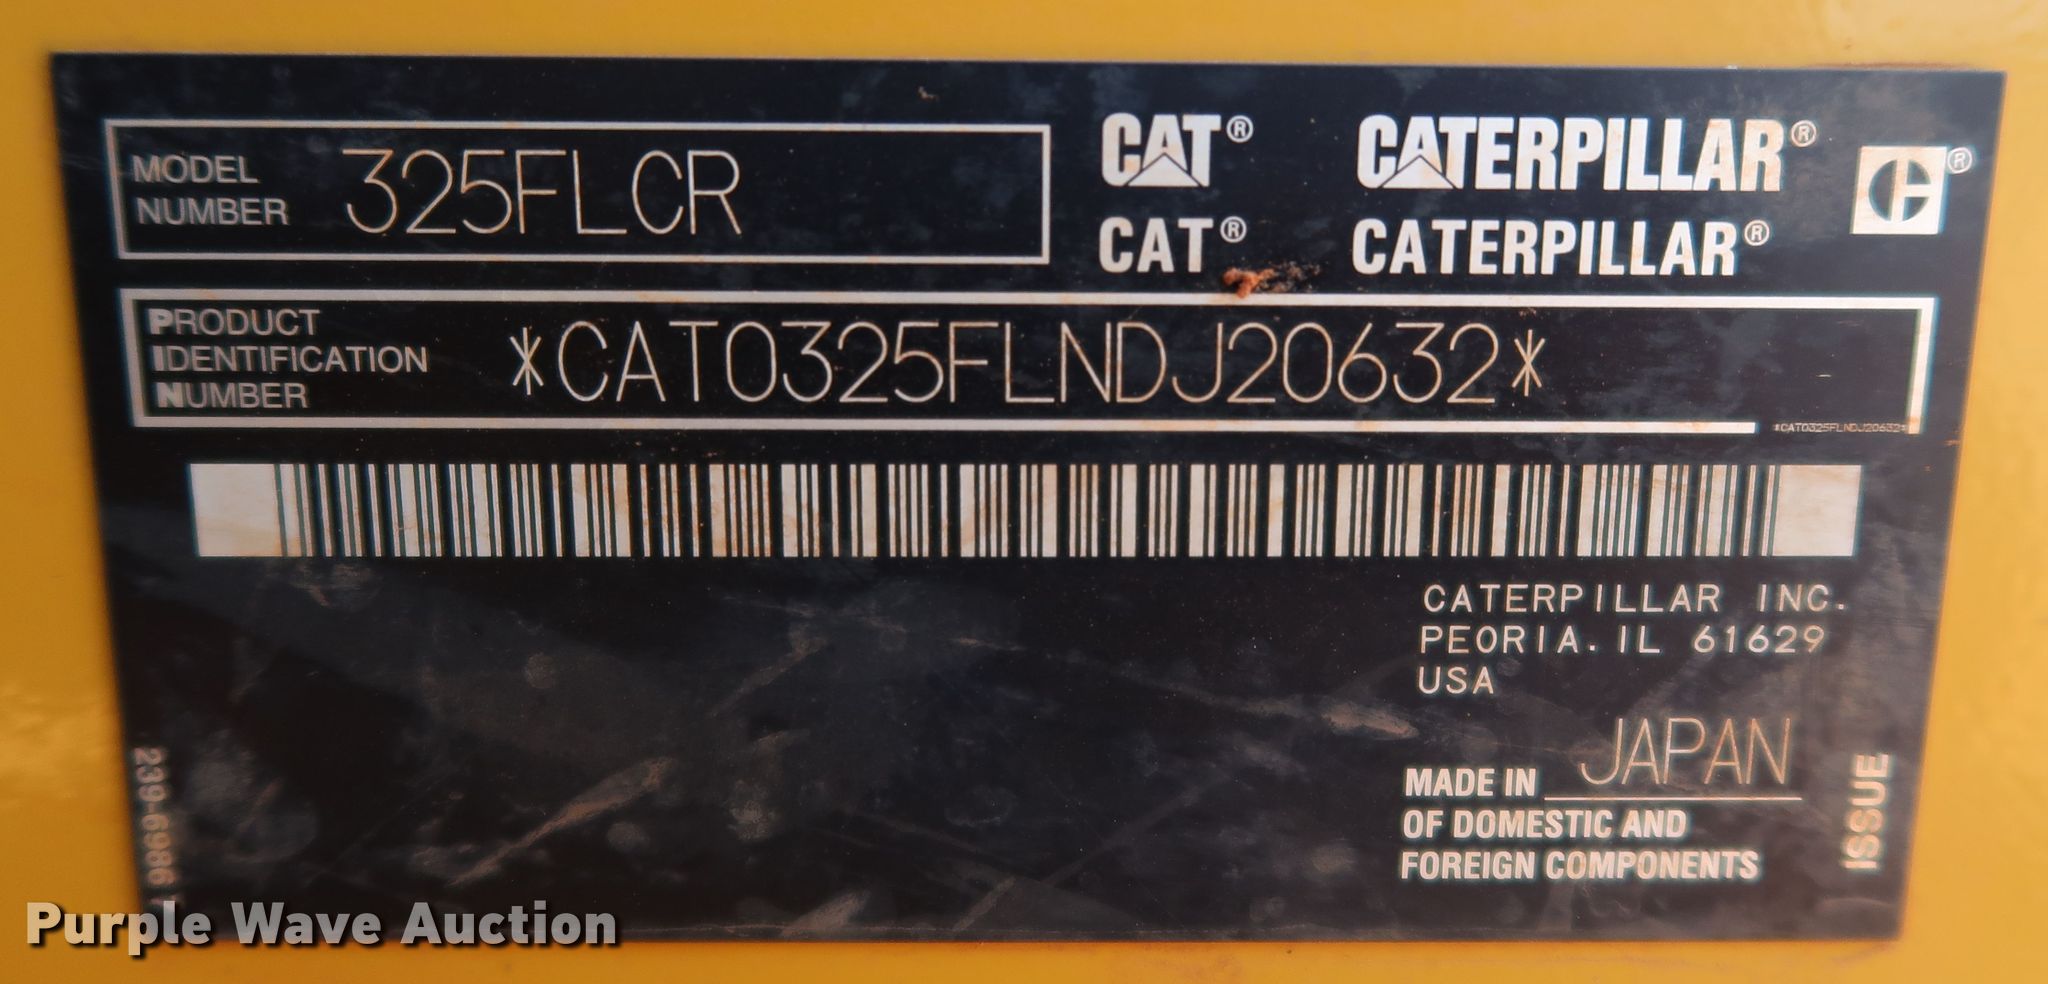 MODEL NUMBER 325FLCR
CAT® CATERPILLAR®
CAT® CATERPILLAR®
PRODUCT
IDENTIFICATION
NUMBER
*CAT0325FLNDJ20632*
*CAT0325FLNDJ20632*
CATERPILLAR INC.
PEORIA. IL 61629
USA
MADE IN JAPAN
OF DOMESTIC AND
FOREIGN COMPONENTS
ISSUE
239-6986
Purple Wave Auction